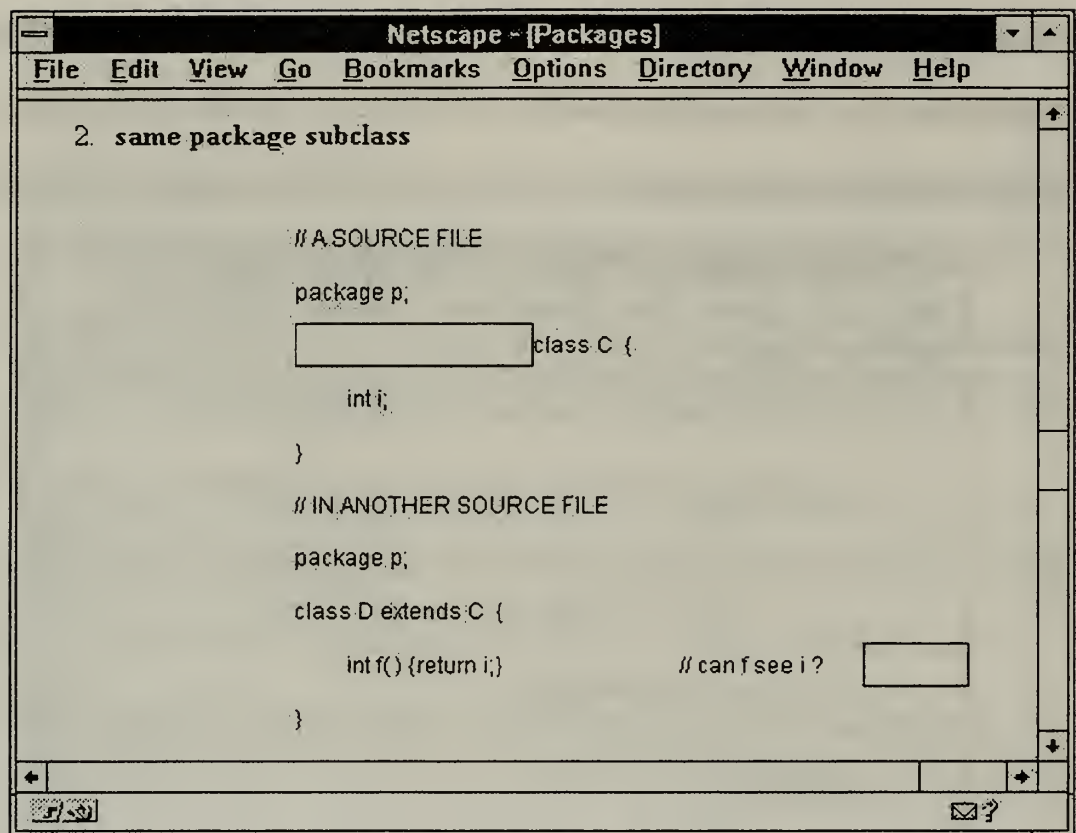 Netscape - [Packages]
File Edit View Go Bookmarks Options Directory Window Help
2. same package subclass
// A SOURCE FILE
package p;
class C {
int i;
}
// IN ANOTHER SOURCE FILE
package p;
class D extends C {
int f() {return i;} // can f see i ?
}
?